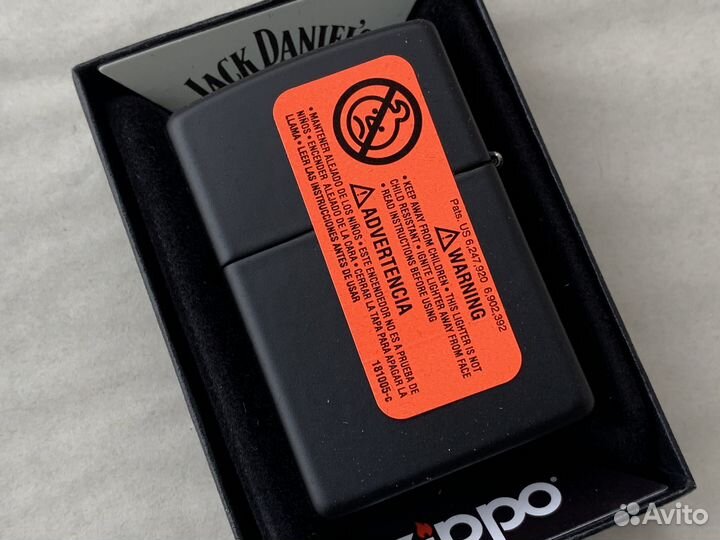 JACK DANIEL'S
• MANTENER ALEJADO DE LOS NIÑOS • ESTE ENCENDEDOR NO ES A PRUEBA DE
NIÑOS • ENCENDER ALEJADO DE LA CARA • CERRAR LA TAPA PARA APAGAR LA
LLAMA • LEER LAS INSTRUCCIONES ANTES DE USAR
181005-C
ADVERTENCIA
• KEEP AWAY FROM CHILDREN • THIS LIGHTER IS NOT
CHILD RESISTANT • IGNITE LIGHTER AWAY FROM FACE
• READ INSTRUCTIONS BEFORE USING
WARNING
Pats. US 6,247,920 6,902,392
Zippo
Avito